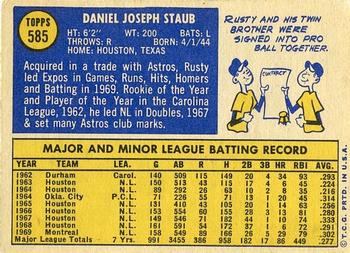 TOPPS
585
DANIEL JOSEPH STAUB
HT: 6'2" WT: 200 BATS: L
THROWS: R BORN: 4/1/44
HOME: HOUSTON, TEXAS
Acquired in a trade with Astros, Rusty
led Expos in Games, Runs, Hits, Homers
and Batting in 1969. Rookie of the Year
and Player of the Year in the Carolina
League, 1962, he led NL in Doubles, 1967
& set many Astros club marks.
RUSTY AND HIS TWIN
BROTHER WERE
SIGNED INTO PRO
BALL TOGETHER.
CONTRACT
MAJOR AND MINOR LEAGUE BATTING RECORD
YEAR TEAM LEA. G AB R H 2B 3B HR RBI AVG.
1962 Durham Carol. 140 509 115 149 20 4 23 93 .293
1963 Houston N.L. 150 513 43 115 17 4 6 45 .224
1964 Houston N.L. 89 292 26 63 10 2 8 35 .216
1964 Okla. City P.C.L. 71 226 20 45 .334
1965 Houston N.L. 131 410 43 105 20 1 14 63 .256
1966 Houston N.L. 153 554 60 155 28 3 13 81 .280
1967 Houston N.L. 149 546 71 182 44 1 10 74 .333
1968 Houston N.L. 161 591 54 172 37 1 6 72 .291
1969 Montreal N.L. 158 549 89 166 26 5 29 79 .302
Major League Totals 7 Yrs. 991 3455 386 958 182 86 449 .277
© T.C.G. PRTD. IN U.S.A.